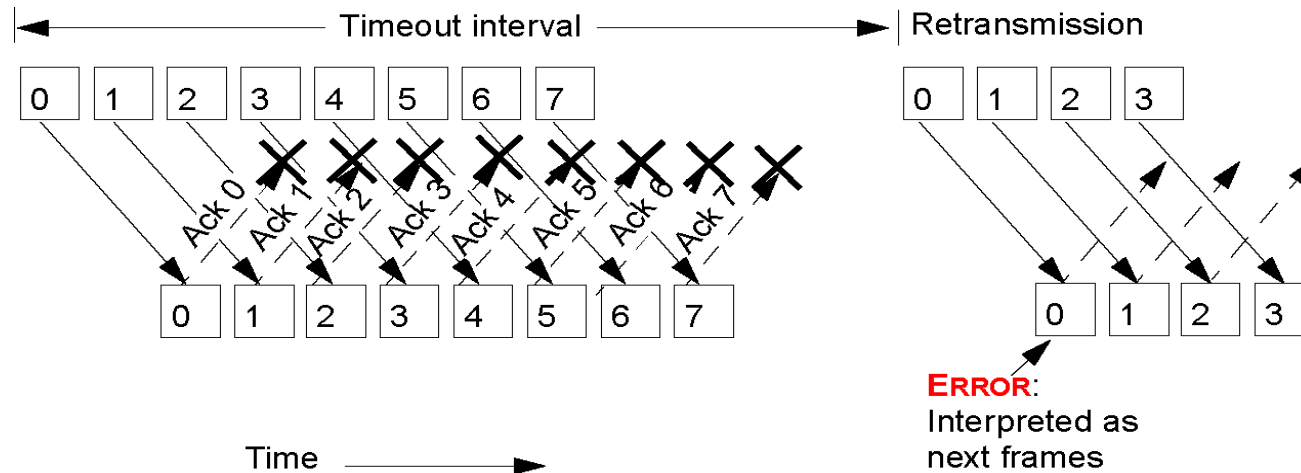 Timeout interval
Retransmission
0 1 2 3 4 5 6 7
0 1 2 3
Ack 0 Ack 1 Ack 2 Ack 3 Ack 4 Ack 5 Ack 6 Ack 7
0 1 2 3 4 5 6 7
0 1 2 3
ERROR:
Interpreted as
next frames
Time